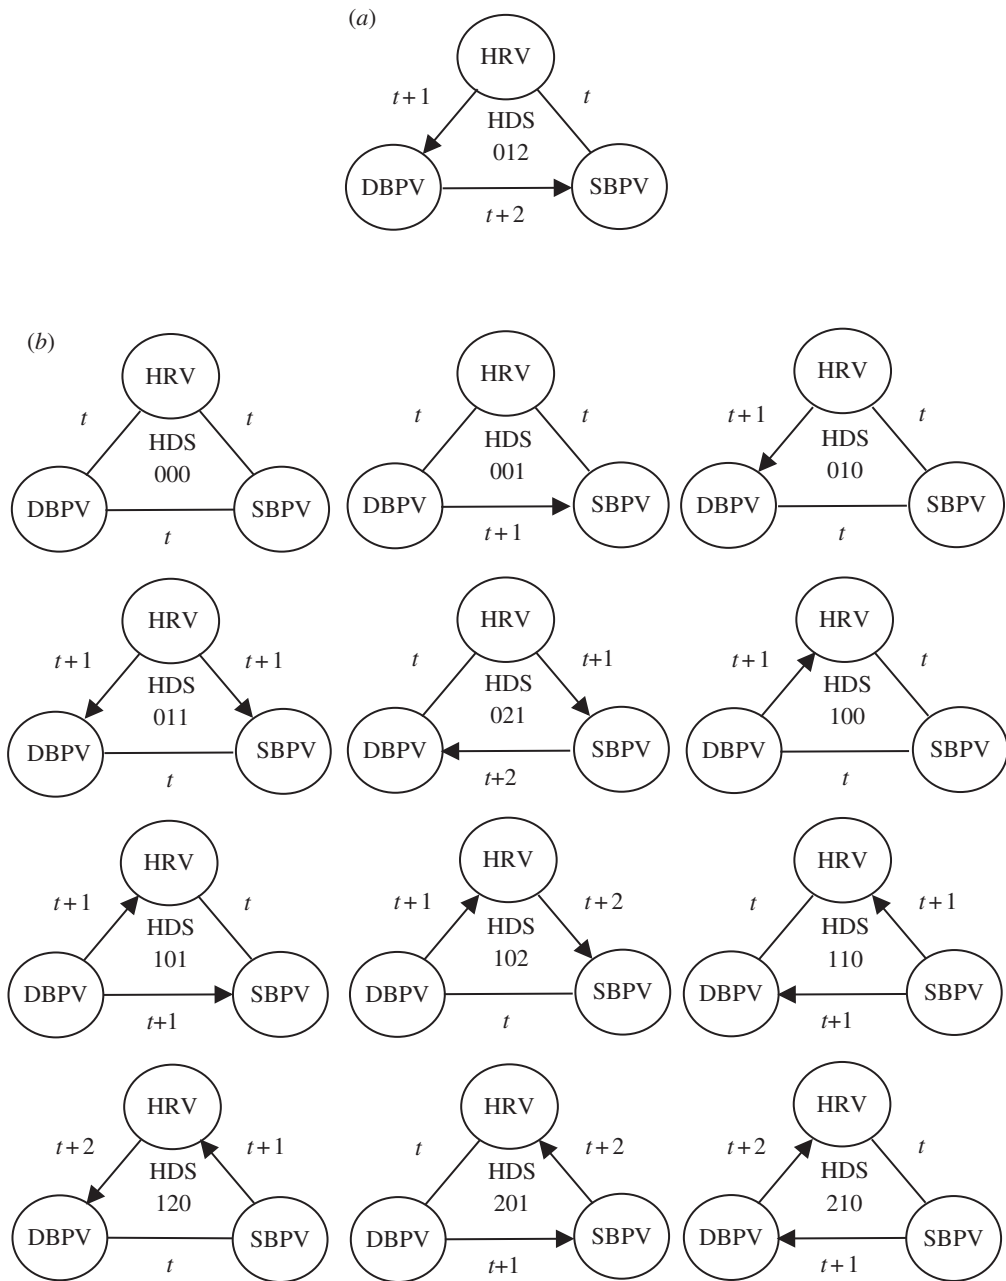 (a)
HRV
t+1
t
HDS
012
DBPV
SBPV
t+2
(b)
HRV
t
t
HDS
000
DBPV
SBPV
t
HRV
t
t
HDS
001
DBPV
SBPV
t+1
HRV
t+1
t
HDS
010
DBPV
SBPV
t
HRV
t+1
t+1
HDS
011
DBPV
SBPV
t
HRV
t
t+1
HDS
021
DBPV
SBPV
t+2
HRV
t+1
t
HDS
100
DBPV
SBPV
t
HRV
t+1
t
HDS
101
DBPV
SBPV
t+1
HRV
t+1
t+2
HDS
102
DBPV
SBPV
t
HRV
t
t+1
HDS
110
DBPV
SBPV
t+1
HRV
t+2
t+1
HDS
120
DBPV
SBPV
t
HRV
t
t+2
HDS
201
DBPV
SBPV
t+1
HRV
t+2
t
HDS
210
DBPV
SBPV
t+1